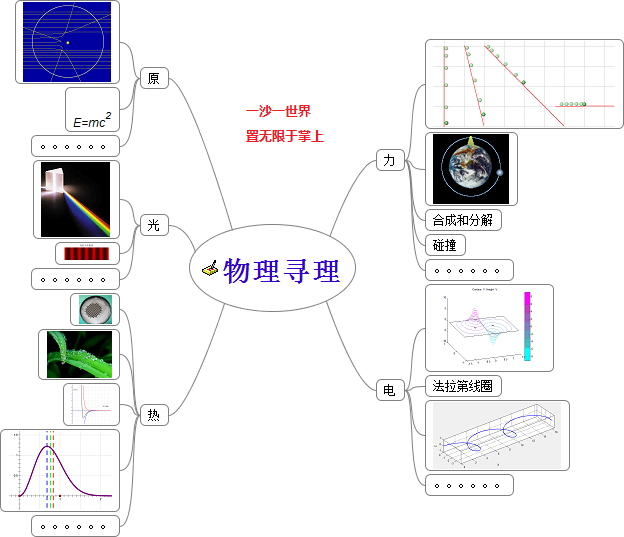 原
E=mc²
。。。。。。
一沙一世界
置无限于掌上
力
光
合成和分解
碰撞
。。。。。。
。。。。。。
物理寻理
电
法拉第线圈
热
。。。。。。
。。。。。。